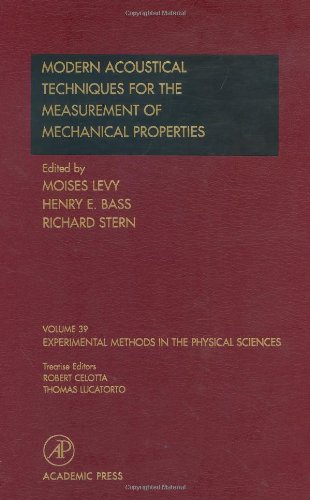 MODERN ACOUSTICAL
TECHNIQUES FOR THE
MEASUREMENT OF
MECHANICAL PROPERTIES
Edited by
MOISES LEVY
HENRY E. BASS
RICHARD STERN
VOLUME 39
EXPERIMENTAL METHODS IN THE PHYSICAL SCIENCES
Treatise Editors
ROBERT CELOTTA
THOMAS LUCATORTO
AP
ACADEMIC PRESS